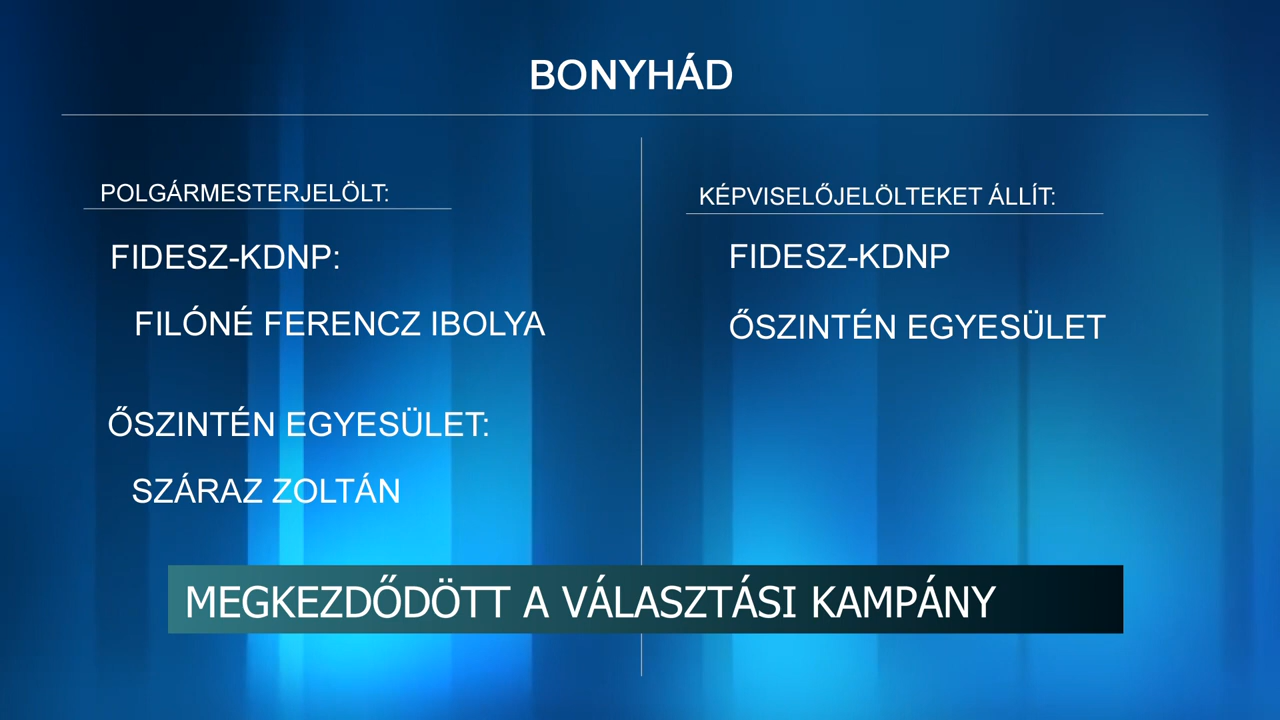 BONYHÁD
POLGÁRMESTERJELÖLT:
FIDESZ-KDNP:
FILÓNÉ FERENCZ IBOLYA
ŐSZINTÉN EGYESÜLET:
SZÁRAZ ZOLTÁN
KÉPVISELŐJELÖLTEKET ÁLLÍT:
FIDESZ-KDNP
ŐSZINTÉN EGYESÜLET
MEGKEZDŐDÖTT A VÁLASZTÁSI KAMPÁNY